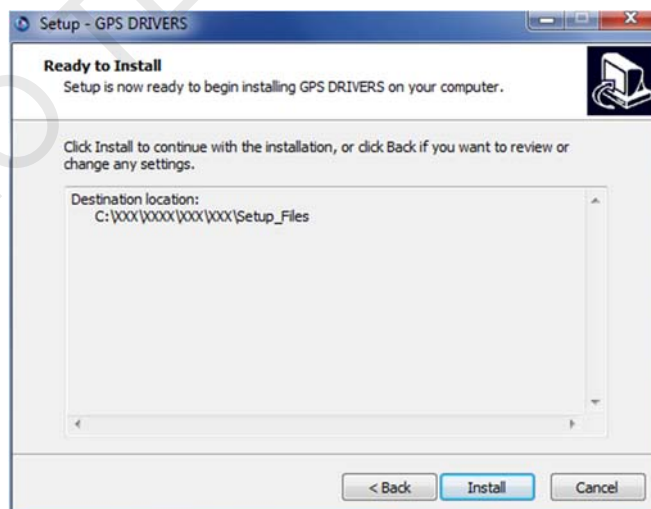 Setup - GPS DRIVERS
Ready to Install
Setup is now ready to begin installing GPS DRIVERS on your computer.
Click Install to continue with the installation, or click Back if you want to review or
change any settings.
Destination location:
C:\XXX\XXXX\XXX\XXX\Setup_Files
< Back
Install
Cancel